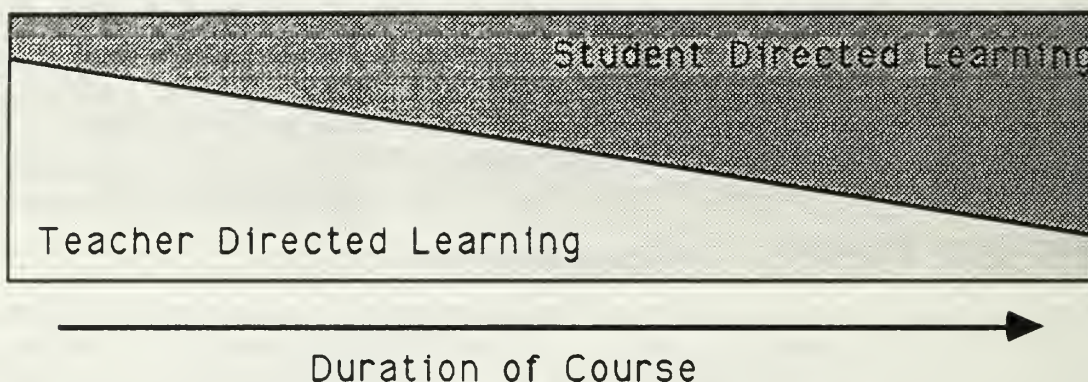 Student Directed Learning
Teacher Directed Learning
Duration of Course